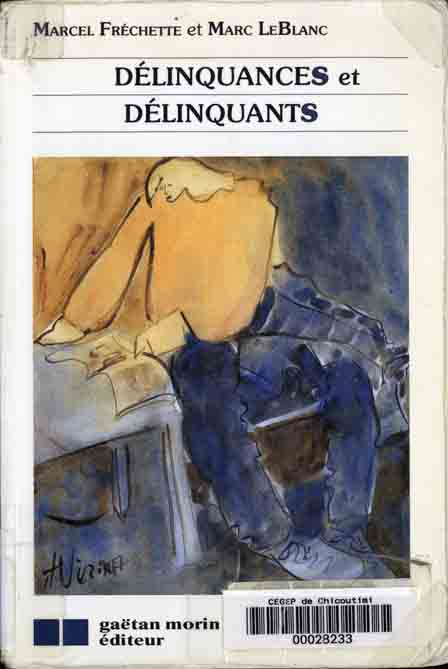 MARCEL FRÉCHETTE et MARC LEBLANC
DÉLINQUANCES et
DÉLINQUANTS
gaëtan morin
éditeur
CEGEP de Chicoutimi
00028233